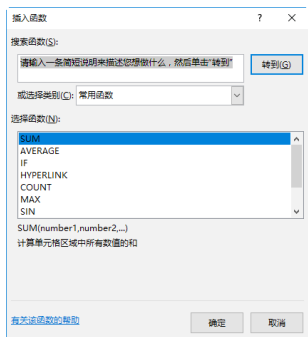 插入函数 ? ×
搜索函数(S):
请输入一条简短说明来描述您想做什么，然后单击"转到" 转到(G)
或选择类别(C): 常用函数
选择函数(N):
SUM
AVERAGE
IF
HYPERLINK
COUNT
MAX
SIN
SUM(number1,number2,...)
计算单元格区域中所有数值的和
有关该函数的帮助 确定 取消